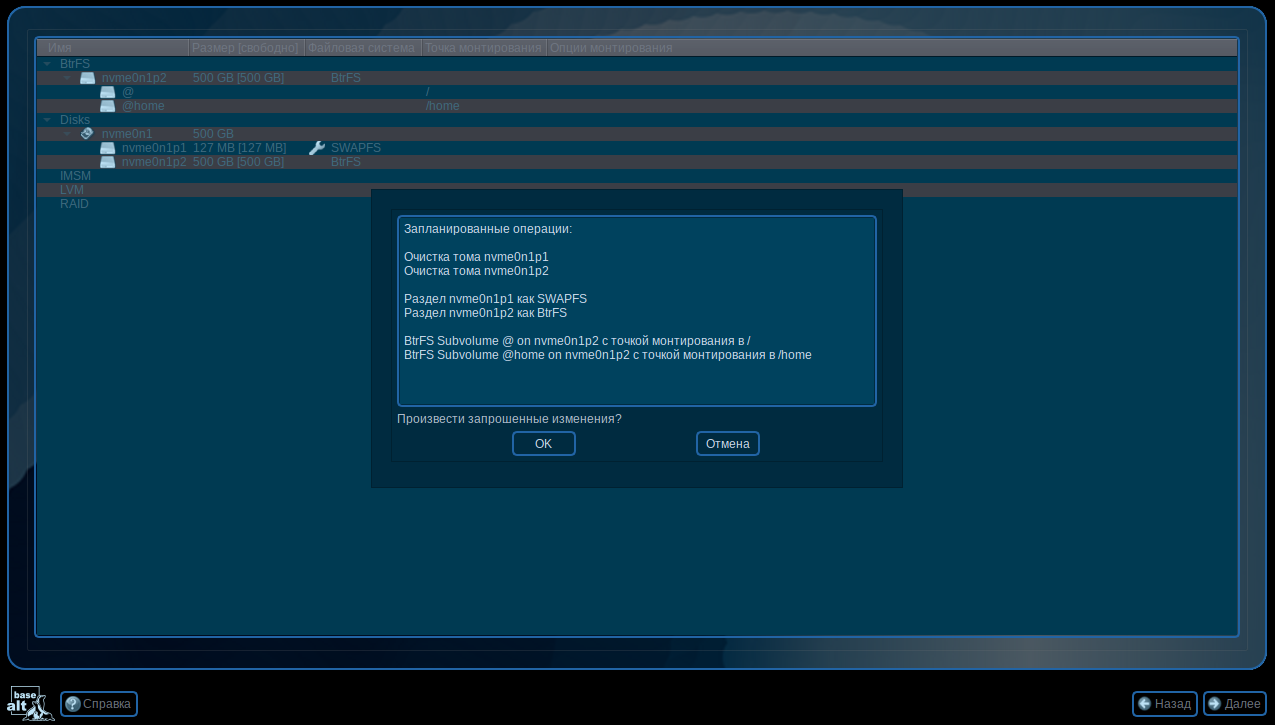 Имя Размер [свободно] Файловая система Точка монтирования Опции монтирования
BtrFS
nvme0n1p2 500 GB [500 GB] BtrFS
@ /
@home /home
Disks
nvme0n1 500 GB
nvme0n1p1 127 MB [127 MB] SWAPFS
nvme0n1p2 500 GB [500 GB] BtrFS
IMSM
LVM
RAID
Запланированные операции:
Очистка тома nvme0n1p1
Очистка тома nvme0n1p2
Раздел nvme0n1p1 как SWAPFS
Раздел nvme0n1p2 как BtrFS
BtrFS Subvolume @ on nvme0n1p2 с точкой монтирования в /
BtrFS Subvolume @home on nvme0n1p2 с точкой монтирования в /home
Произвести запрошенные изменения?
OK Отмена
base
alt
Справка Назад Далее